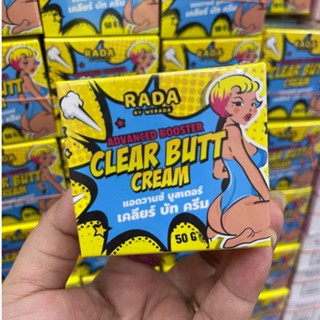 RADA
BY WERADA
ADVANCED BOOSTER
CLEAR BUTT
CREAM
แอดวานซ์ บูสเตอร์
เคลียร์ บัท ครีม
50 G